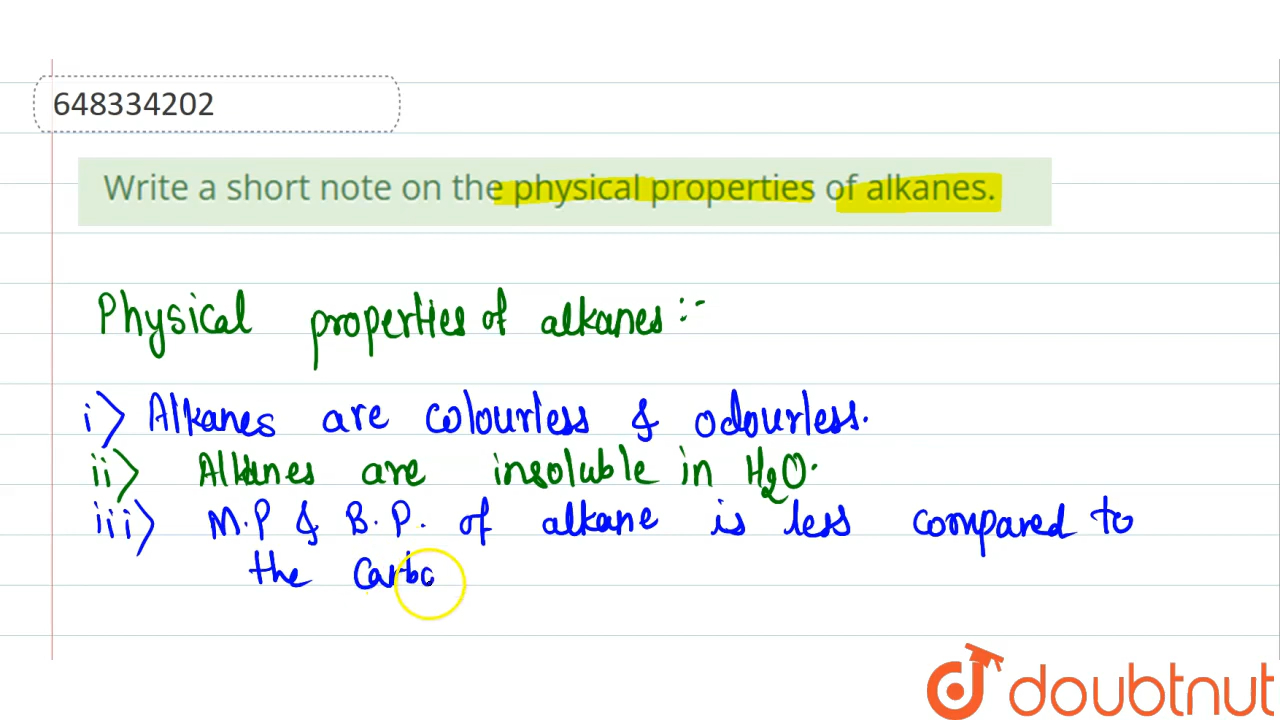 648334202
Write a short note on the physical properties of alkanes.
Physical properties of alkanes :-
i) Alkanes are colourless & odourless.
ii) Alkanes are insoluble in H2O.
iii) M.P & B.P. of alkane is less compared to
the Carbo
doubtnut